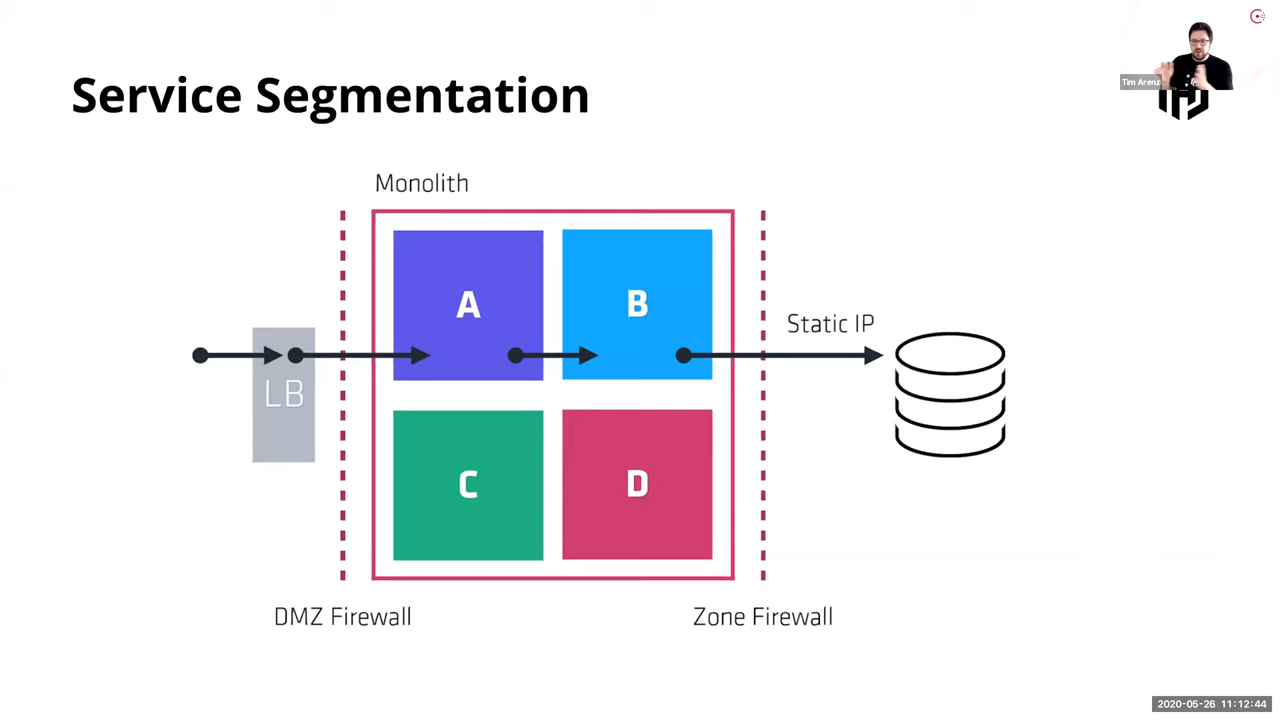 Service Segmentation
Tim Arenz
Monolith
A
B
Static IP
LB
C
D
DMZ Firewall
Zone Firewall
2020-05-26 11:12:44